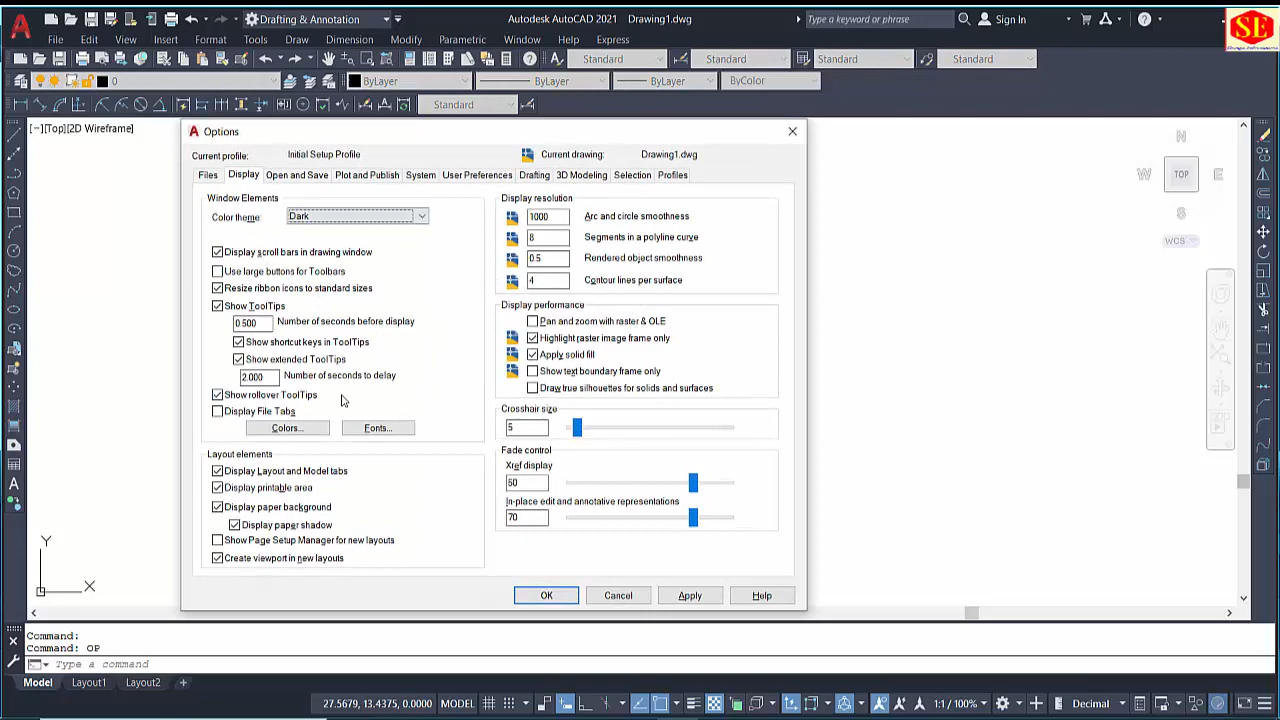 Drafting & Annotation
Autodesk AutoCAD 2021 Drawing1.dwg
Type a keyword or phrase
Sign In
SE
File Edit View Insert Format Tools Draw Dimension Modify Parametric Window Help Express
Standard Standard Standard Standard
0 ByLayer ByLayer ByLayer ByColor
Standard
[−][Top][2D Wireframe]
Options
Current profile: Initial Setup Profile Current drawing: Drawing1.dwg
Files Display Open and Save Plot and Publish System User Preferences Drafting 3D Modeling Selection Profiles
Window Elements
Color theme: Dark
Display scroll bars in drawing window
Use large buttons for Toolbars
Resize ribbon icons to standard sizes
Show ToolTips
0.500 Number of seconds before display
Show shortcut keys in ToolTips
Show extended ToolTips
2.000 Number of seconds to delay
Show rollover ToolTips
Display File Tabs
Colors... Fonts...
Layout elements
Display Layout and Model tabs
Display printable area
Display paper background
Display paper shadow
Show Page Setup Manager for new layouts
Create viewport in new layouts
Display resolution
1000 Arc and circle smoothness
8 Segments in a polyline curve
0.5 Rendered object smoothness
4 Contour lines per surface
Display performance
Pan and zoom with raster & OLE
Highlight raster image frame only
Apply solid fill
Show text boundary frame only
Draw true silhouettes for solids and surfaces
Crosshair size
5
Fade control
Xref display
50
In-place edit and annotative representations
70
OK Cancel Apply Help
N
W TOP E
S
WCS
Y
X
Command:
Command: OP
Type a command
Model Layout1 Layout2 +
27.5679, 13.4375, 0.0000 MODEL 1:1 / 100% Decimal